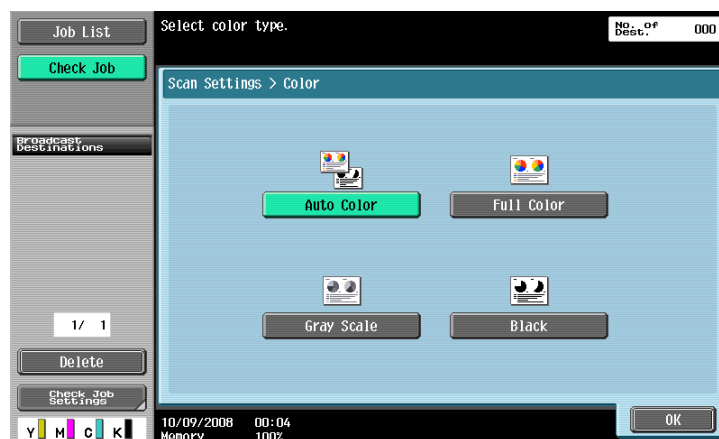 Job List
Check Job
Select color type.
No. of
Dest.
000
Scan Settings > Color
Broadcast
Destinations
Auto Color
Full Color
Gray Scale
Black
1/ 1
Delete
Check Job
Settings
Y M C K
10/09/2008 00:04
Memory 100%
OK